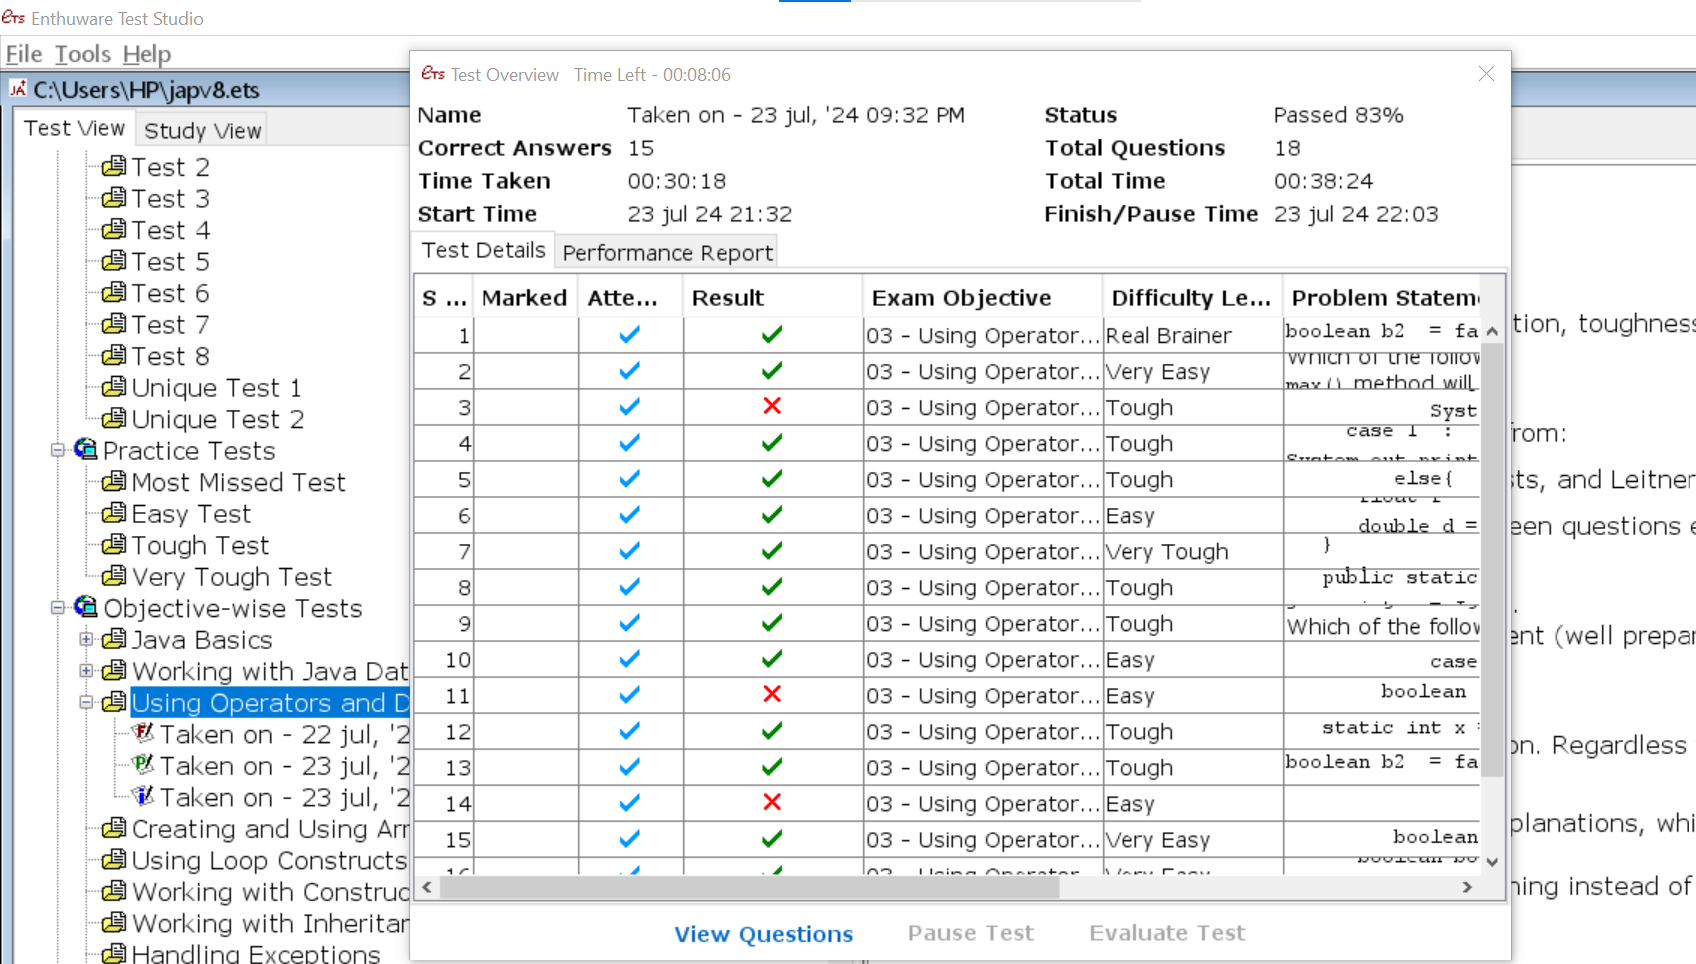 ETS Enthuware Test Studio
File Tools Help
C:\Users\HP\japv8.ets
Test View Study View
Test 2
Test 3
Test 4
Test 5
Test 6
Test 7
Test 8
Unique Test 1
Unique Test 2
Practice Tests
Most Missed Test
Easy Test
Tough Test
Very Tough Test
Objective-wise Tests
Java Basics
Working with Java Dat
Using Operators and D
Taken on - 22 jul, '2
Taken on - 23 jul, '2
Taken on - 23 jul, '2
Creating and Using Arr
Using Loop Constructs
Working with Construc
Working with Inheritar
Handling Exceptions
ETS Test Overview Time Left - 00:08:06
Name Taken on - 23 jul, '24 09:32 PM Status Passed 83%
Correct Answers 15 Total Questions 18
Time Taken 00:30:18 Total Time 00:38:24
Start Time 23 jul 24 21:32 Finish/Pause Time 23 jul 24 22:03
Test Details Performance Report
S ... Marked Atte... Result Exam Objective Difficulty Le... Problem Stateme
1 03 - Using Operator... Real Brainer boolean b2 = fa
2 03 - Using Operator... Very Easy Which of the follow
max() method will
3 03 - Using Operator... Tough Syst
4 03 - Using Operator... Tough case 1 :
System.out.print
5 03 - Using Operator... Tough else{
6 03 - Using Operator... Easy float f
double d =
7 03 - Using Operator... Very Tough }
8 03 - Using Operator... Tough public static
9 03 - Using Operator... Tough Which of the follow
10 03 - Using Operator... Easy case
11 03 - Using Operator... Easy boolean
12 03 - Using Operator... Tough static int x
13 03 - Using Operator... Tough boolean b2 = fa
14 03 - Using Operator... Easy
15 03 - Using Operator... Very Easy boolean
16 03 - Using Operator... Very Easy boolean bo
View Questions Pause Test Evaluate Test
tion, toughness
from:
sts, and Leitner
een questions e
ent (well prepar
on. Regardless
planations, whi
ning instead of